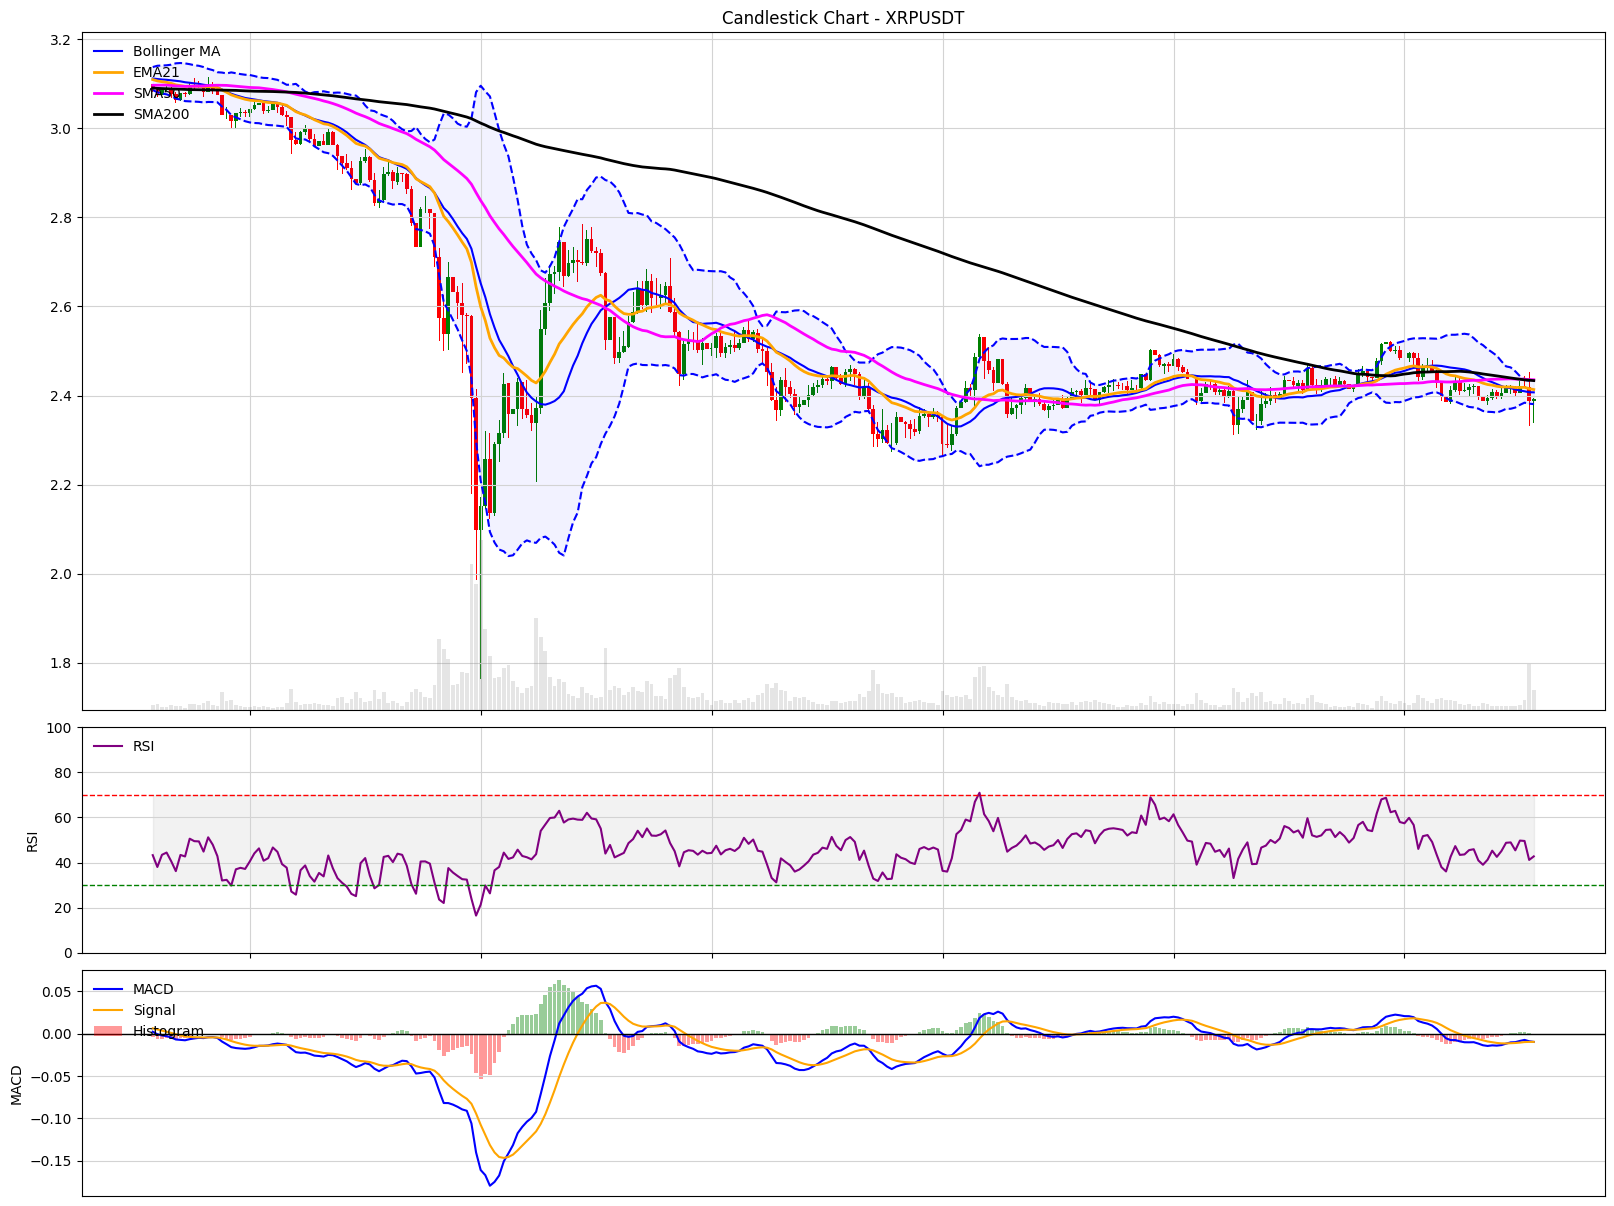 Candlestick Chart - XRPUSDT
3.2
3.0
2.8
2.6
2.4
2.2
2.0
1.8
Bollinger MA
EMA21
SMA50
SMA200
100
80
60
40
20
0
RSI
RSI
0.05
0.00
−0.05
−0.10
−0.15
MACD
MACD
Signal
Histogram